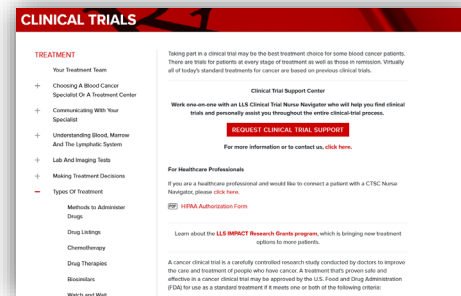 CLINICAL TRIALS
TREATMENT
Your Treatment Team
+ Choosing A Blood Cancer
Specialist Or A Treatment Center
+ Communicating With Your
Specialist
+ Understanding Blood, Marrow
And The Lymphatic System
+ Lab And Imaging Tests
+ Making Treatment Decisions
— Types Of Treatment
Methods to Administer
Drugs
Drug Listings
Chemotherapy
Drug Therapies
Biosimilars
Watch and Wait
Taking part in a clinical trial may be the best treatment choice for some blood cancer patients.
There are trials for patients at every stage of treatment as well as those in remission. Virtually
all of today's standard treatments for cancer are based on previous clinical trials.
Clinical Trial Support Center
Work one-on-one with an LLS Clinical Trial Nurse Navigator who will help you find clinical
trials and personally assist you throughout the entire clinical-trial process.
REQUEST CLINICAL TRIAL SUPPORT
For more information or to contact us, click here.
For Healthcare Professionals
If you are a healthcare professional and would like to connect a patient with a CTSC Nurse
Navigator, please click here.
PDF HIPAA Authorization Form
Learn about the LLS IMPACT Research Grants program, which is bringing new treatment
options to more patients.
A cancer clinical trial is a carefully controlled research study conducted by doctors to improve
the care and treatment of people who have cancer. A treatment that's proven safe and
effective in a cancer clinical trial may be approved by the U.S. Food and Drug Administration
(FDA) for use as a standard treatment if it meets one or both of the following criteria: